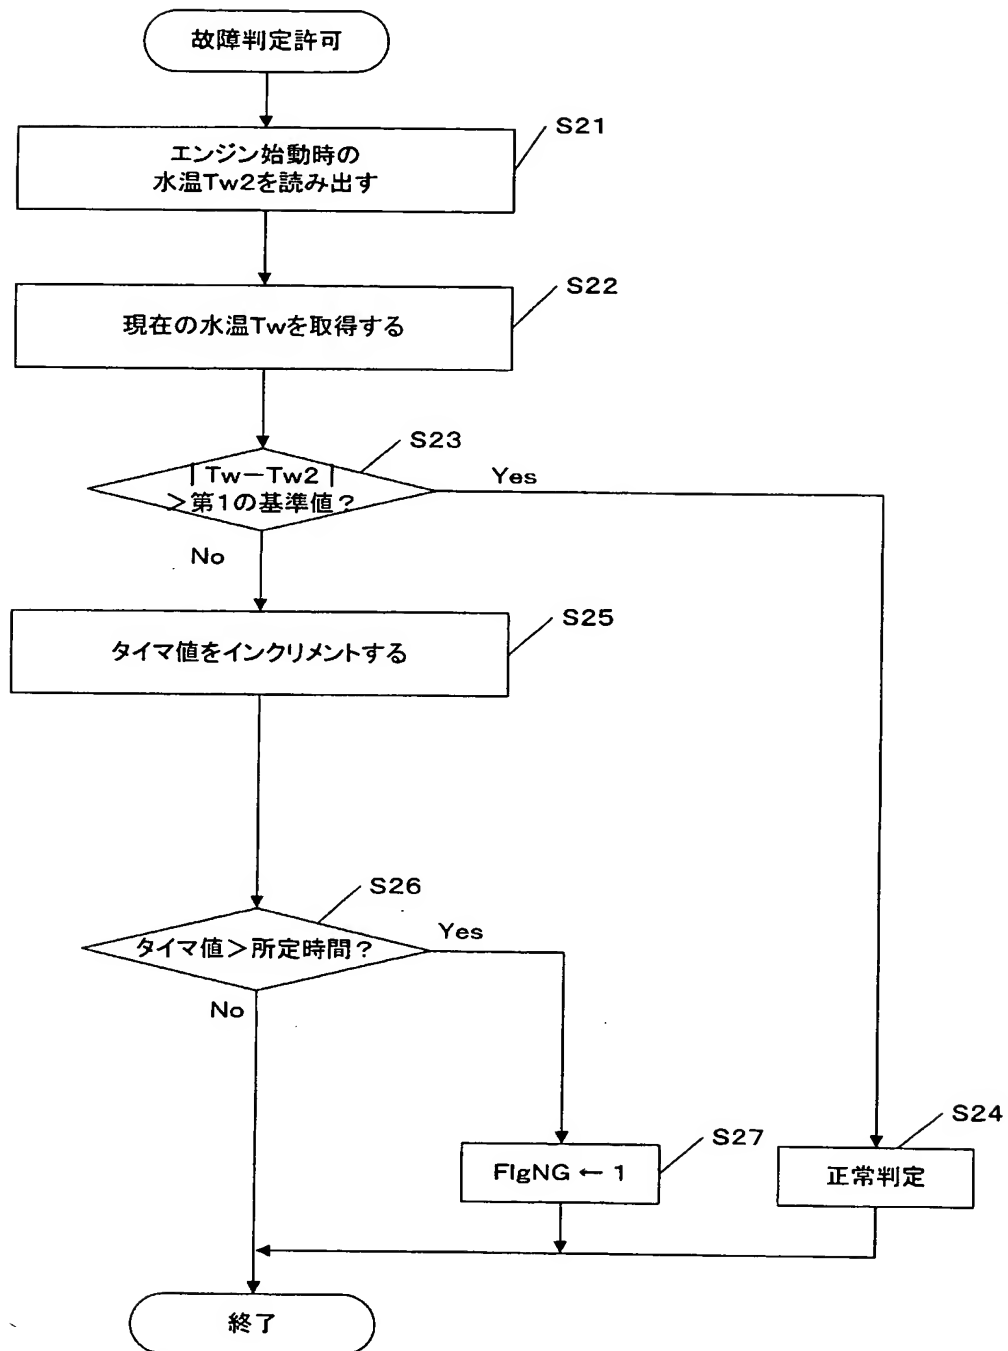 故障判定許可
S21
エンジン始動時の
水温Tw2を読み出す
S22
現在の水温Twを取得する
S23
｜Tw－Tw2｜
＞第1の基準値？
Yes
No
S25
タイマ値をインクリメントする
S26
タイマ値＞所定時間？
Yes
No
S27
FlgNG ← 1
S24
正常判定
終了